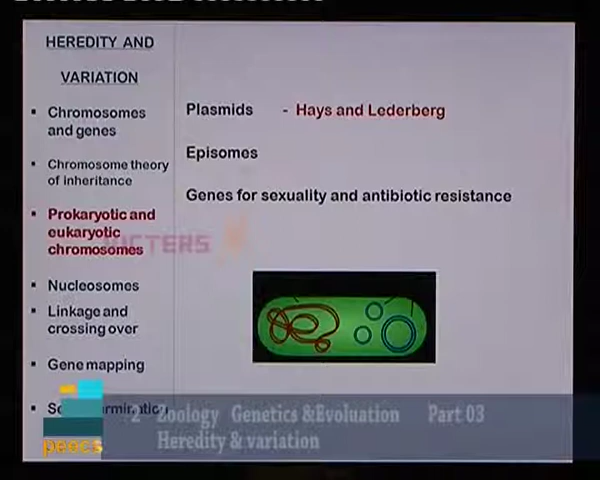 HEREDITY AND
VARIATION
Chromosomes
and genes
Chromosome theory
of inheritance
Prokaryotic and
eukaryotic
chromosomes
Nucleosomes
Linkage and
crossing over
Gene mapping
Plasmids - Hays and Lederberg
Episomes
Genes for sexuality and antibiotic resistance
VICTERS
2 Zoology Genetics &Evoluation Part 03
Heredity & variation
peecs